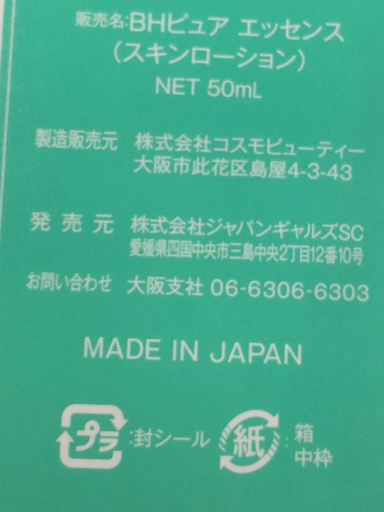 販売名:BHピュア エッセンス
(スキンローション)
NET 50mL
製造販売元 株式会社コスモビューティー
大阪市此花区島屋4-3-43
発売元 株式会社ジャパンギャルズSC
愛媛県四国中央市三島中央2丁目12番10号
お問い合わせ 大阪支社 06-6306-6303
MADE IN JAPAN
プラ :封シール 紙 : 箱
中枠